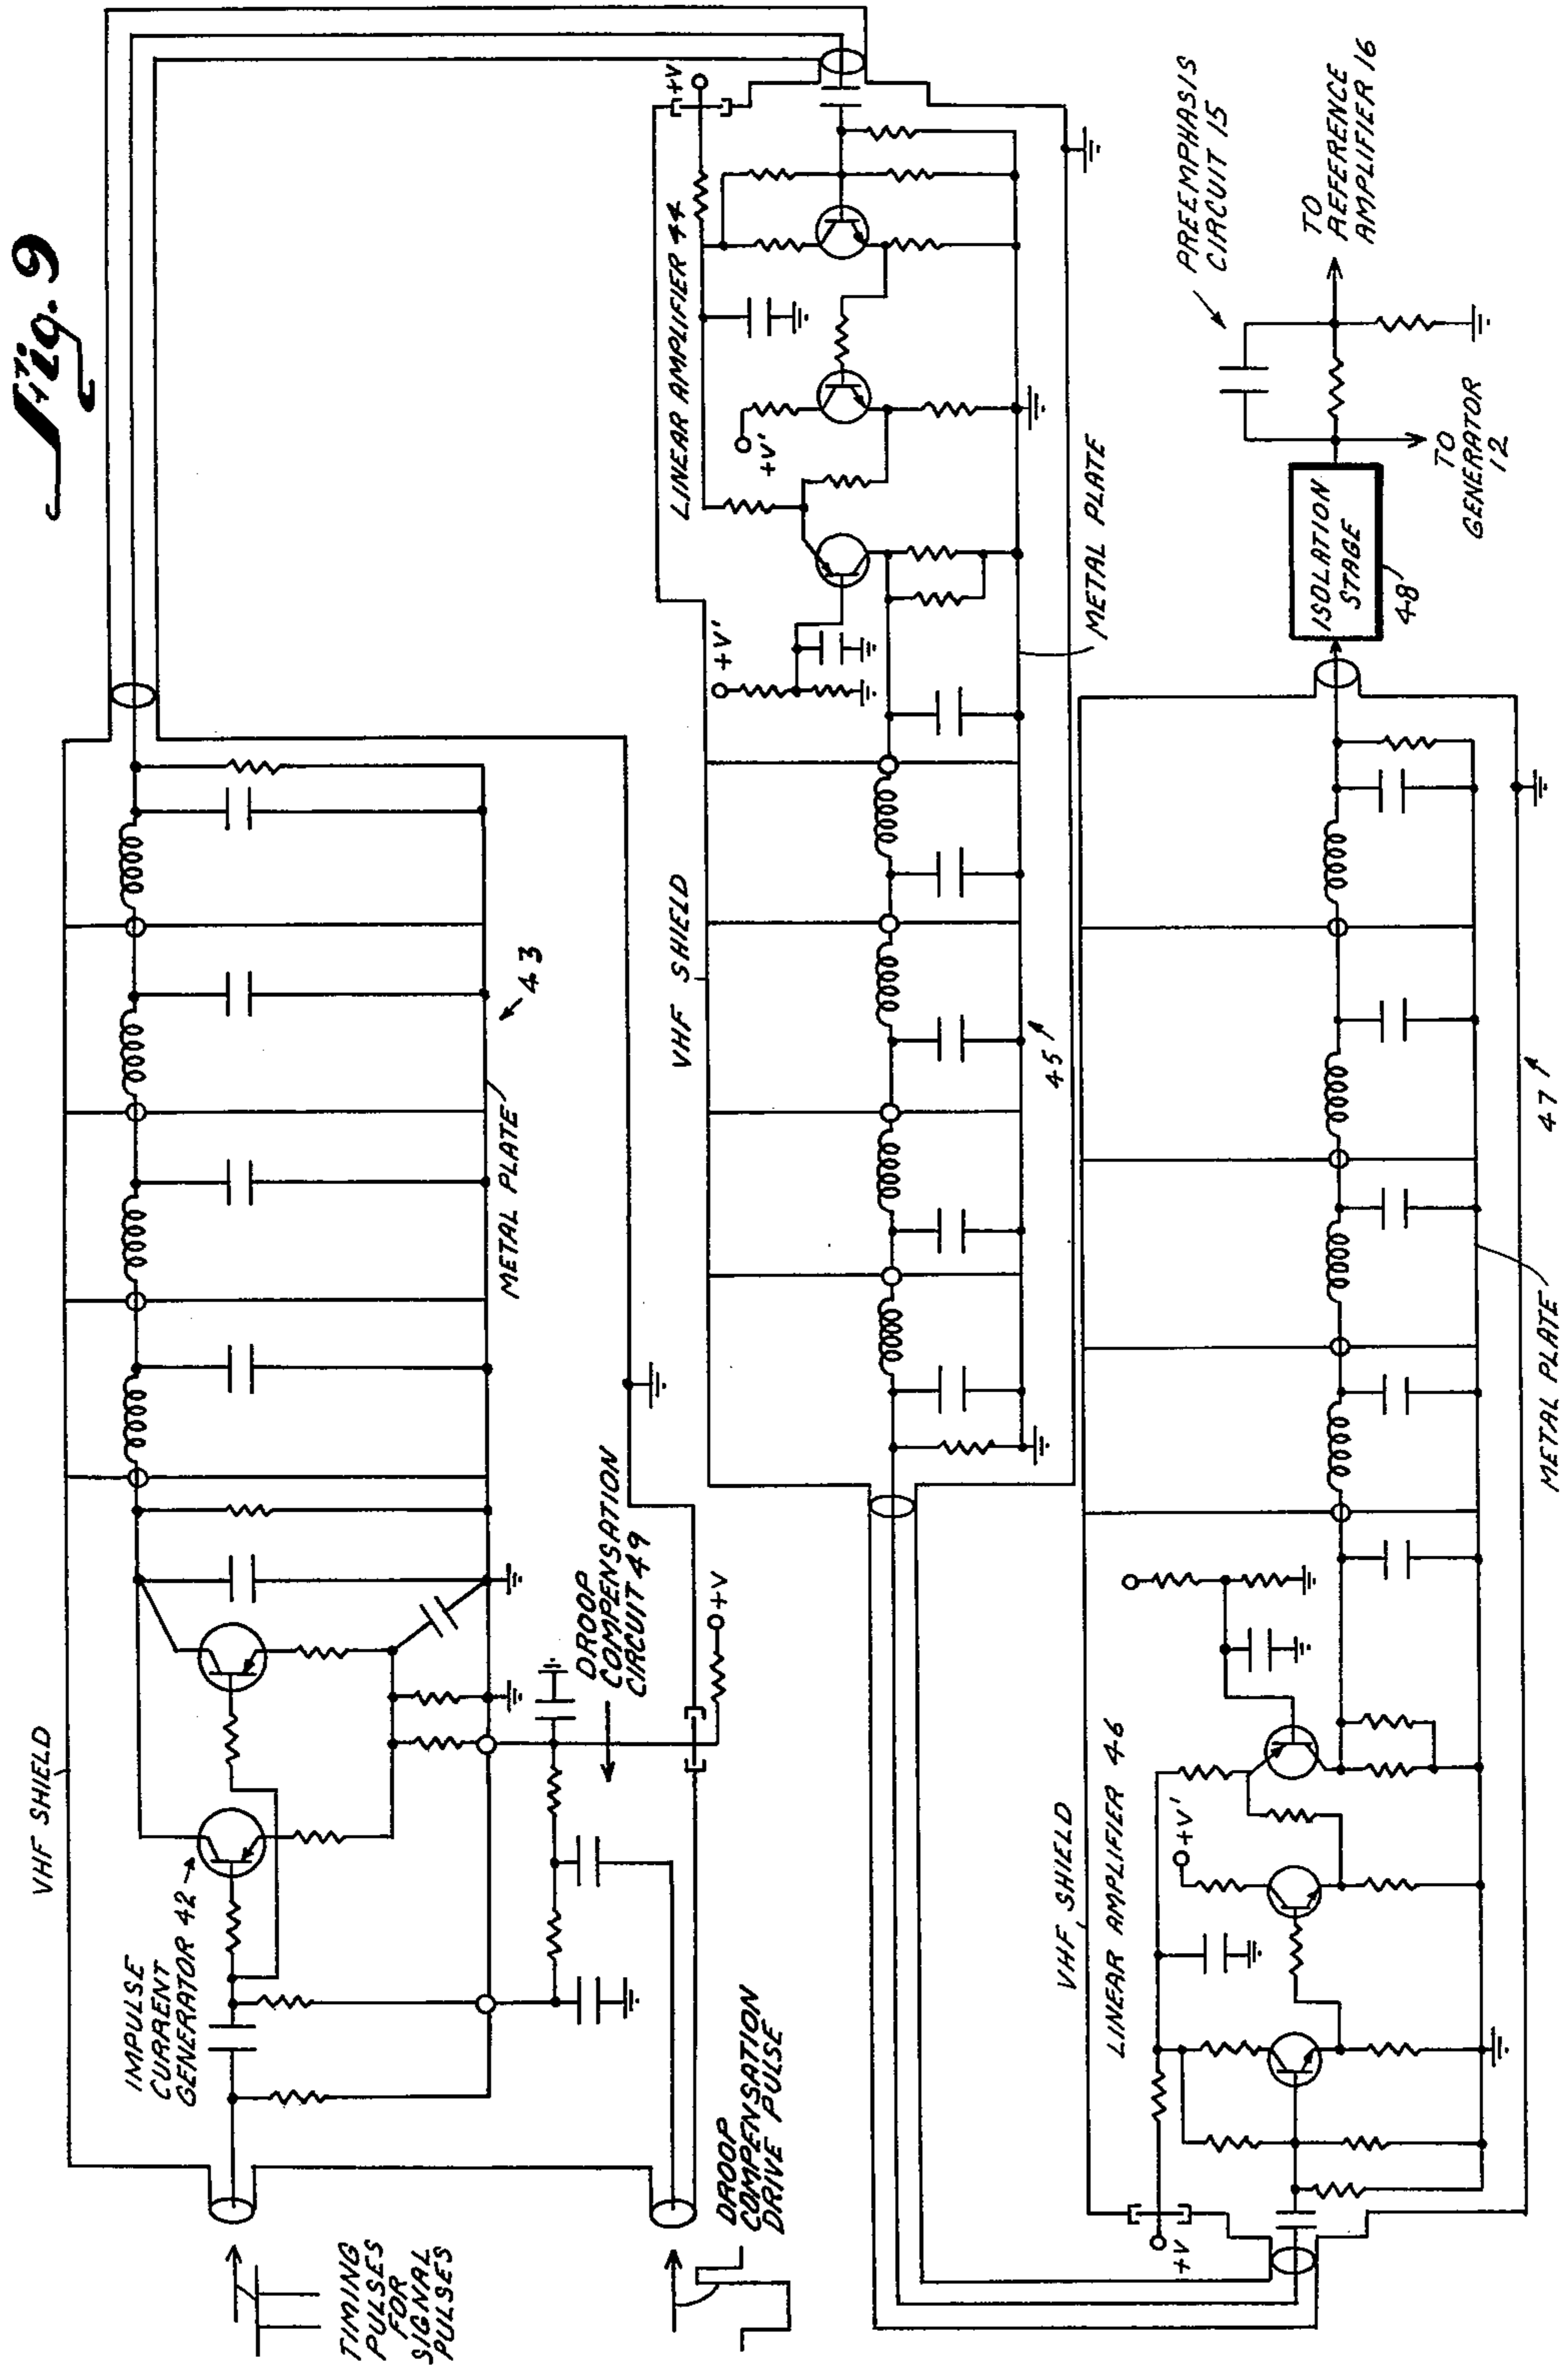 Fig. 9
VHF SHIELD
IMPULSE
CURRENT
GENERATOR 42
METAL PLATE
43
TIMING
PULSES
FOR
SIGNAL
PULSES
DROOP
COMPENSATION
DRIVE PULSE
DROOP
COMPENSATION
CIRCUIT 49
+V
VHF SHIELD
45
+V'
LINEAR AMPLIFIER 44
+V'
+V
METAL PLATE
VHF SHIELD
LINEAR AMPLIFIER 46
+V
+V'
METAL PLATE
47
ISOLATION
STAGE
48
TO
GENERATOR
12
PREEMPHASIS
CIRCUIT 15
TO
REFERENCE
AMPLIFIER 16